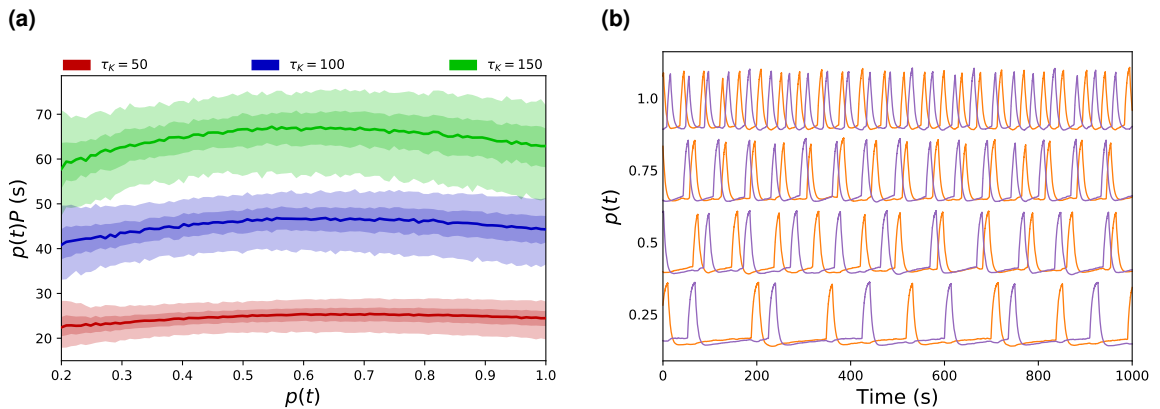 (a)
τ_K = 50
τ_K = 100
τ_K = 150
p(t)P (s)
70
60
50
40
30
20
0.2 0.3 0.4 0.5 0.6 0.7 0.8 0.9 1.0
p(t)
(b)
p(t)
1.0
0.75
0.5
0.25
0 200 400 600 800 1000
Time (s)